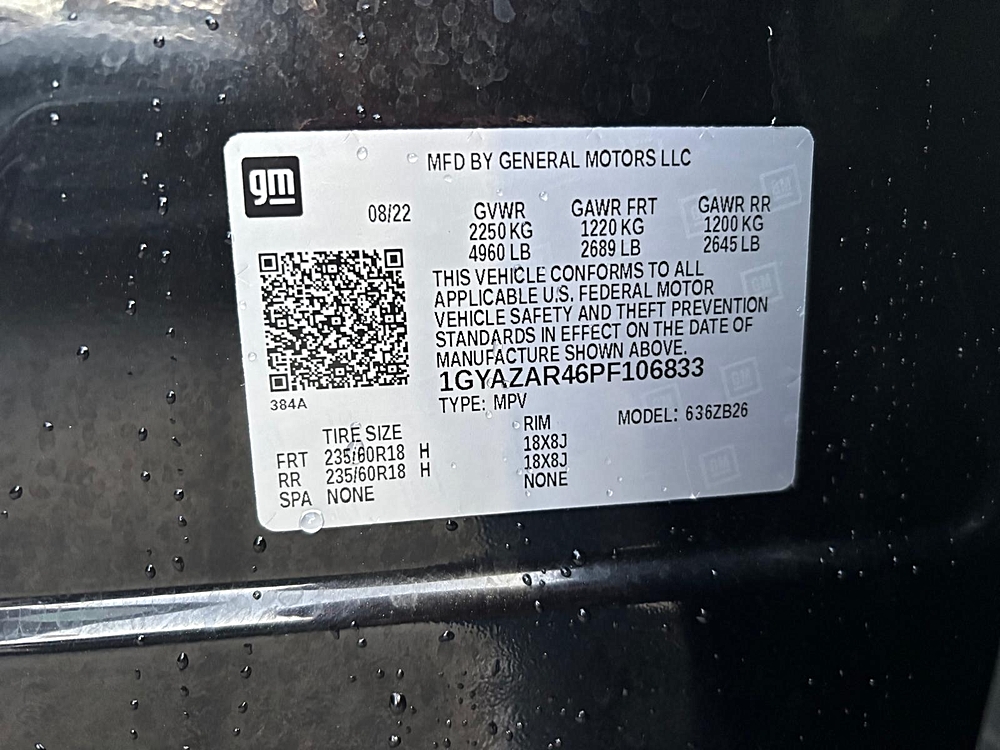 gm
MFD BY GENERAL MOTORS LLC
08/22
GVWR GAWR FRT GAWR RR
2250 KG 1220 KG 1200 KG
4960 LB 2689 LB 2645 LB
THIS VEHICLE CONFORMS TO ALL
APPLICABLE U.S. FEDERAL MOTOR
VEHICLE SAFETY AND THEFT PREVENTION
STANDARDS IN EFFECT ON THE DATE OF
MANUFACTURE SHOWN ABOVE.
1GYAZAR46PF106833
384A
TYPE: MPV MODEL: 636ZB26
TIRE SIZE RIM
FRT 235/60R18 H 18X8J
RR 235/60R18 H 18X8J
SPA NONE NONE